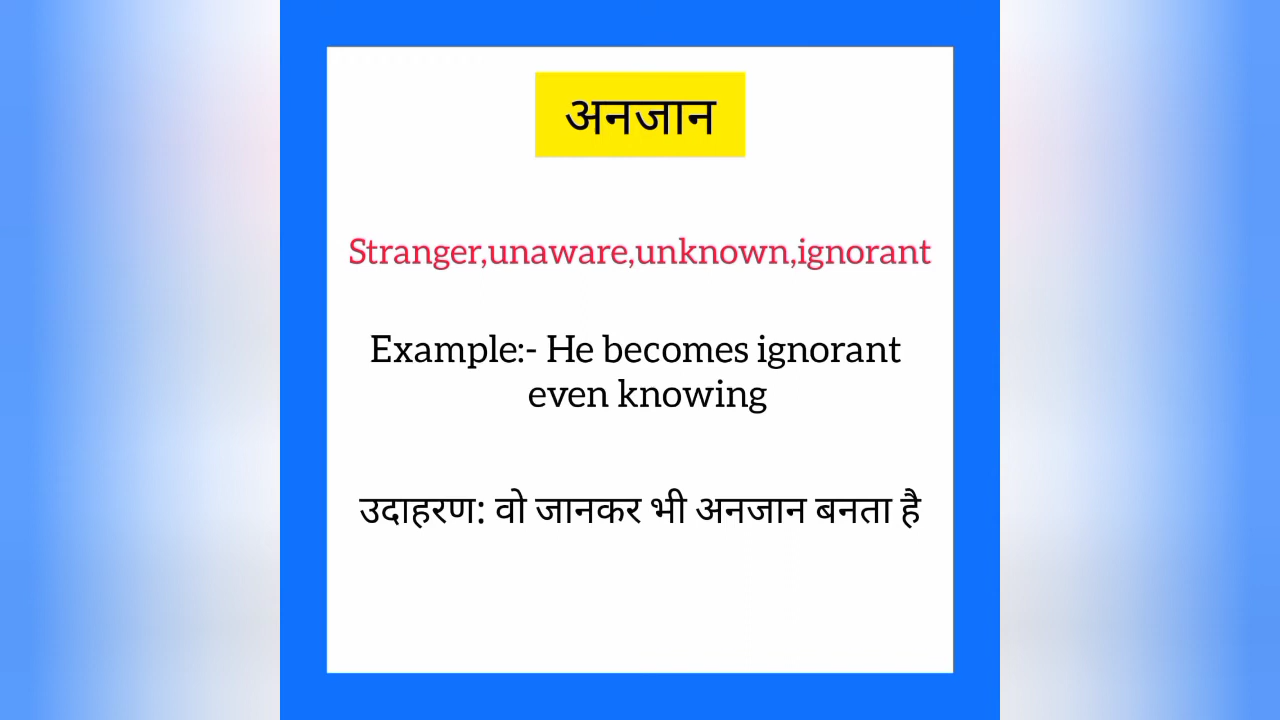 अनजान
Stranger,unaware,unknown,ignorant
Example:- He becomes ignorant
even knowing
उदाहरण: वो जानकर भी अनजान बनता है